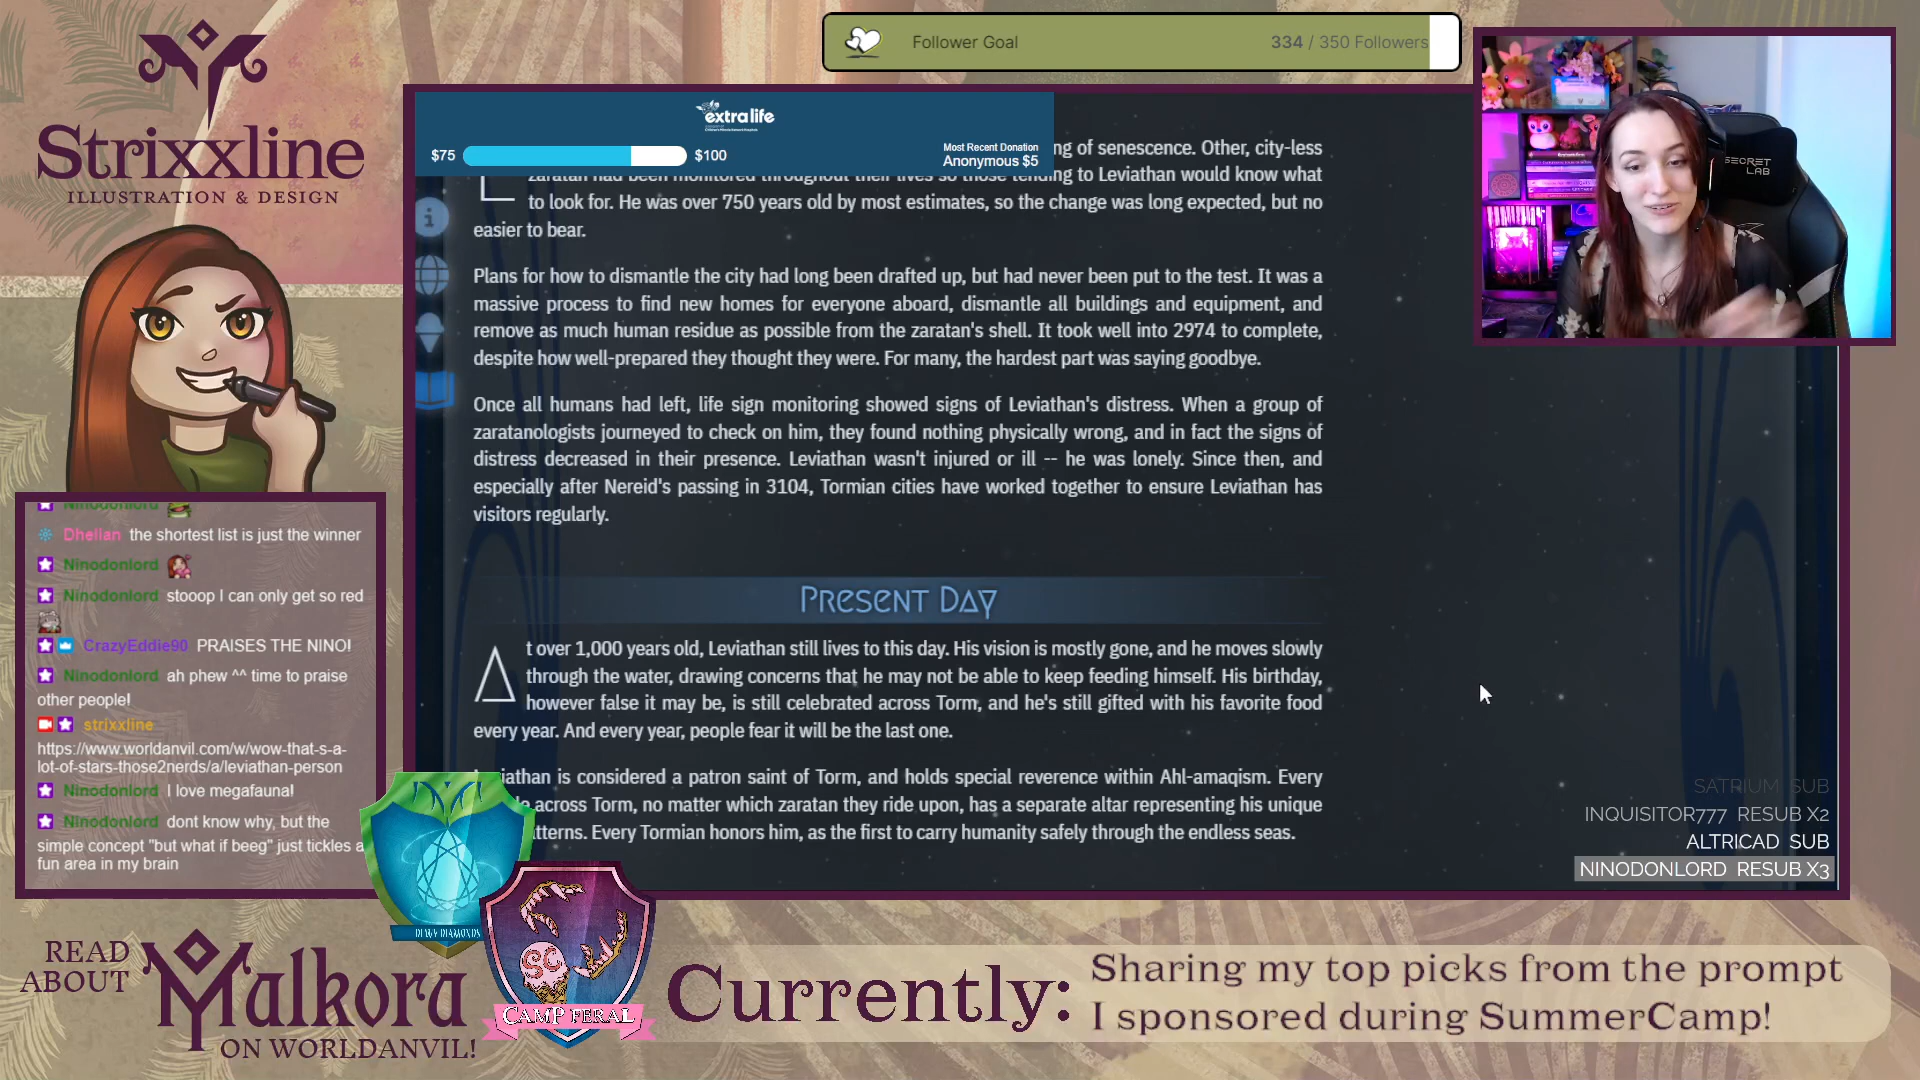 Strixxline
ILLUSTRATION & DESIGN
Follower Goal
334 / 350 Followers
extralife
$75
$100
Most Recent Donation
Anonymous $5
SECRET
LAB
ng of senescence. Other, city-less
zaratan had been monitored throughout their lives so those tending to Leviathan would know what
to look for. He was over 750 years old by most estimates, so the change was long expected, but no
easier to bear.
Plans for how to dismantle the city had long been drafted up, but had never been put to the test. It was a
massive process to find new homes for everyone aboard, dismantle all buildings and equipment, and
remove as much human residue as possible from the zaratan's shell. It took well into 2974 to complete,
despite how well-prepared they thought they were. For many, the hardest part was saying goodbye.
Once all humans had left, life sign monitoring showed signs of Leviathan's distress. When a group of
zaratanologists journeyed to check on him, they found nothing physically wrong, and in fact the signs of
distress decreased in their presence. Leviathan wasn't injured or ill -- he was lonely. Since then, and
especially after Nereid's passing in 3104, Tormian cities have worked together to ensure Leviathan has
visitors regularly.
PRESENT DAY
At over 1,000 years old, Leviathan still lives to this day. His vision is mostly gone, and he moves slowly
through the water, drawing concerns that he may not be able to keep feeding himself. His birthday,
however false it may be, is still celebrated across Torm, and he's still gifted with his favorite food
every year. And every year, people fear it will be the last one.
iathan is considered a patron saint of Torm, and holds special reverence within Ahl-amaqism. Every
across Torm, no matter which zaratan they ride upon, has a separate altar representing his unique
tterns. Every Tormian honors him, as the first to carry humanity safely through the endless seas.
SATRIUM SUB
INQUISITOR777 RESUB X2
ALTRICAD SUB
NINODONLORD RESUB X3
Ninodonlord
Dhelian the shortest list is just the winner
Ninodonlord
Ninodonlord stooop I can only get so red
CrazyEddie90 PRAISES THE NINO!
Ninodonlord ah phew ^^ time to praise
other people!
strixxline
https://www.worldanvil.com/w/wow-that-s-a-
lot-of-stars-those2nerds/a/leviathan-person
Ninodonlord I love megafauna!
Ninodonlord dont know why, but the
simple concept "but what if beeg" just tickles a
fun area in my brain
DIANY DIAMONDS
SC
CAMP FERAL
READ
ABOUT
Malkora
ON WORLDANVIL!
Currently:
Sharing my top picks from the prompt
I sponsored during SummerCamp!